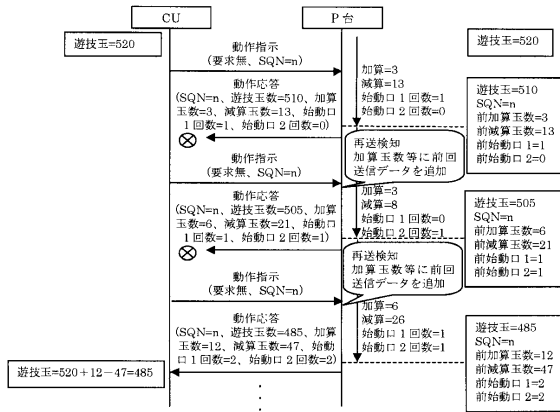 CU
P台
遊技玉=520
遊技玉=520
動作指示
(要求無、SQN=n)
加算=3
減算=13
始動口1回数=1
始動口2回数=0
動作応答
(SQN=n、遊技玉数=510、加算
玉数=3、減算玉数=13、始動口
1回数=1、始動口2回数=0)
遊技玉=510
SQN=n
前加算玉数=3
前減算玉数=13
前始動口1=1
前始動口2=0
再送検知
加算玉数等に前回
送信データを追加
動作指示
(要求無、SQN=n)
加算=3
減算=8
始動口1回数=0
始動口2回数=1
動作応答
(SQN=n、遊技玉数=505、加算
玉数=6、減算玉数=21、始動口
1回数=1、始動口2回数=1)
遊技玉=505
SQN=n
前加算玉数=6
前減算玉数=21
前始動口1=1
前始動口2=1
再送検知
加算玉数等に前回
送信データを追加
動作指示
(要求無、SQN=n)
加算=6
減算=26
始動口1回数=1
始動口2回数=1
動作応答
(SQN=n、遊技玉数=485、加算
玉数=12、減算玉数=47、始動
口1回数=2、始動口2回数=2)
遊技玉=485
SQN=n
前加算玉数=12
前減算玉数=47
前始動口1=2
前始動口2=2
遊技玉=520+12-47=485